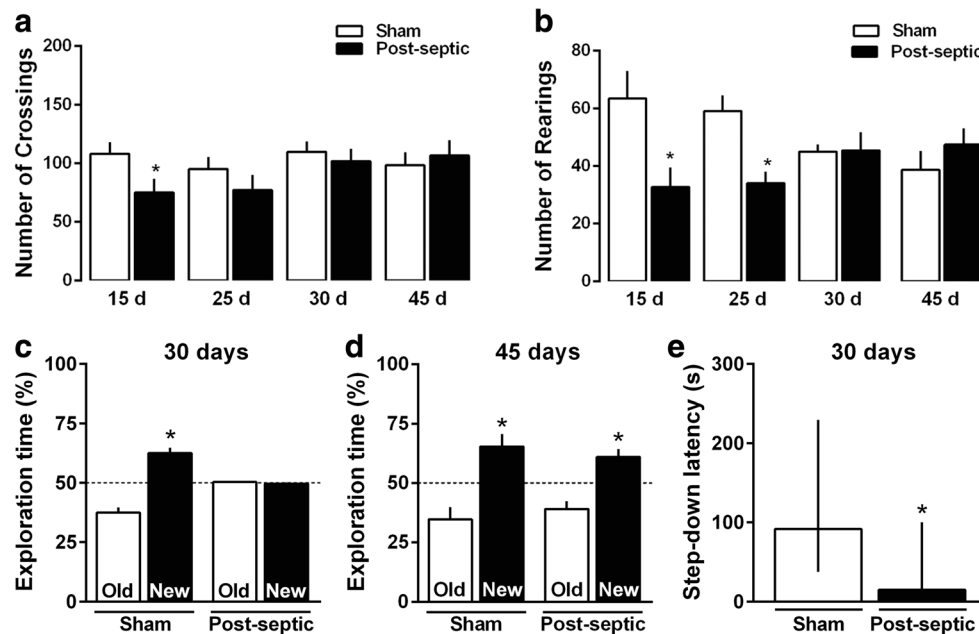 a
Sham
Post-septic
Number of Crossings
200
150
100
50
0
*
15 d 25 d 30 d 45 d
b
Sham
Post-septic
Number of Rearings
80
60
40
20
0
* *
15 d 25 d 30 d 45 d
c 30 days
Exploration time (%)
100
75
50
25
0
*
Old New Old New
Sham Post-septic
d 45 days
Exploration time (%)
100
75
50
25
0
* *
Old New Old New
Sham Post-septic
e 30 days
Step-down latency (s)
300
200
100
0
*
Sham Post-septic